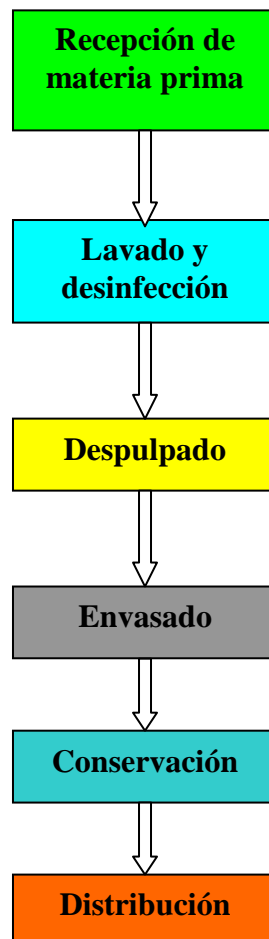 Recepción de
materia prima
Lavado y
desinfección
Despulpado
Envasado
Conservación
Distribución